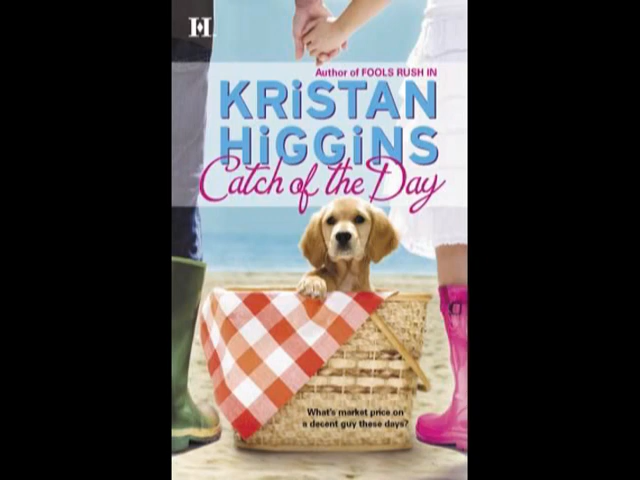 H
Author of FOOLS RUSH IN
KRiSTAN
HiGGiNS
Catch of the Day
What's market price on
a decent guy these days?